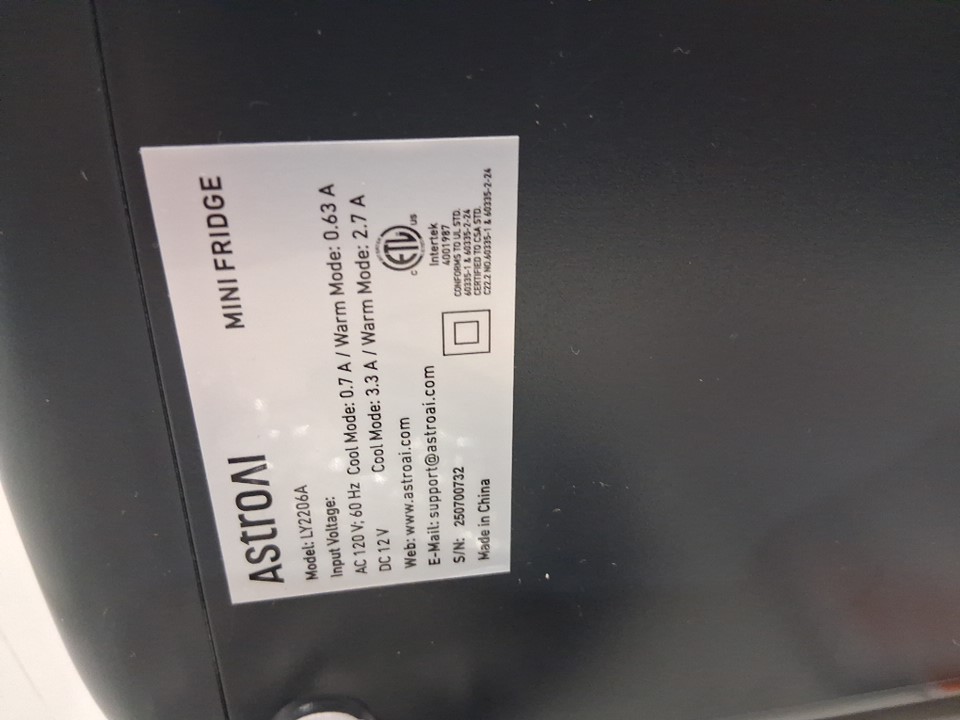 ASTROAI MINI FRIDGE
Model: LY2206A
Input Voltage:
AC 120 V; 60 Hz Cool Mode: 0.7 A / Warm Mode: 0.63 A
DC 12 V Cool Mode: 3.3 A / Warm Mode: 2.7 A
Web: www.astroai.com
E-Mail: support@astroai.com
S/N: 250700732
Made in China
C ETL US
Intertek
4001987
CONFORMS TO UL STD.
60335-1 & 60335-2-24
CERTIFIED TO CSA STD.
C22.2 NO.60335-1 & 60335-2-24